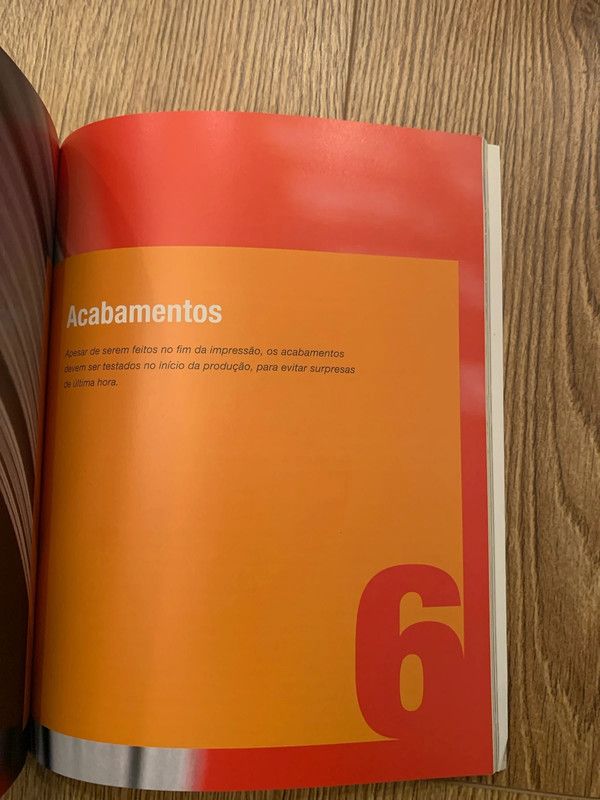 Acabamentos
Apesar de serem feitos no fim da impressão, os acabamentos
devem ser testados no início da produção, para evitar surpresas
de última hora.
6